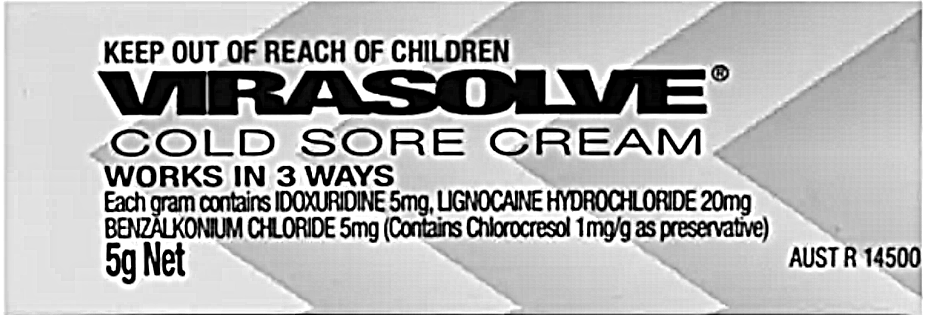 KEEP OUT OF REACH OF CHILDREN
VIRASOLVE®
COLD SORE CREAM
WORKS IN 3 WAYS
Each gram contains IDOXURIDINE 5mg, LIGNOCAINE HYDROCHLORIDE 20mg
BENZALKONIUM CHLORIDE 5mg (Contains Chlorocresol 1mg/g as preservative)
5g Net
AUST R 14500